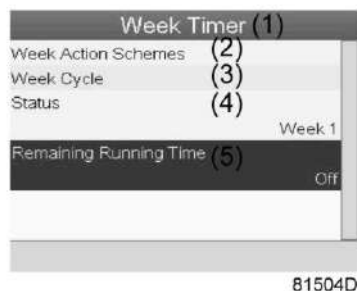 Week Timer (1)
Week Action Schemes (2)
Week Cycle (3)
Status (4)
Week 1
Remaining Running Time (5)
Off
81504D